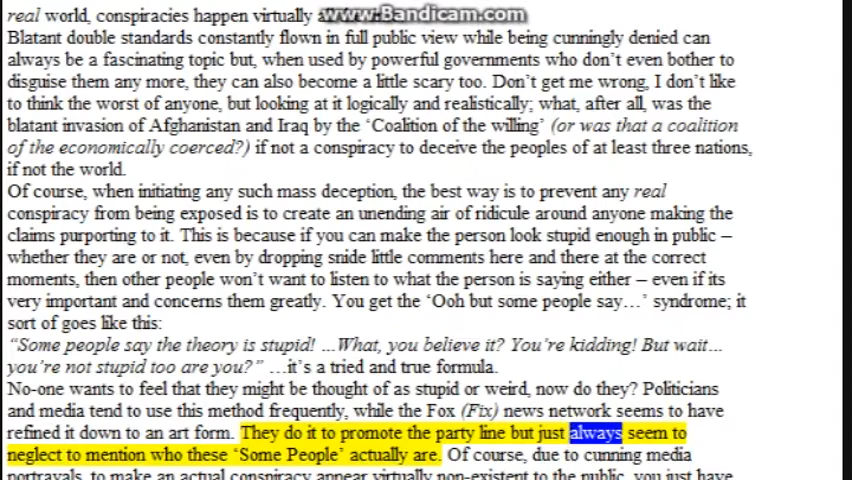 real world, conspiracies happen virtually
www.Bandicam.com
Blatant double standards constantly flown in full public view while being cunningly denied can
always be a fascinating topic but, when used by powerful governments who don't even bother to
disguise them any more, they can also become a little scary too. Don't get me wrong, I don't like
to think the worst of anyone, but looking at it logically and realistically; what, after all, was the
blatant invasion of Afghanistan and Iraq by the ‘Coalition of the willing’ (or was that a coalition
of the economically coerced?) if not a conspiracy to deceive the peoples of at least three nations,
if not the world.
Of course, when initiating any such mass deception, the best way is to prevent any real
conspiracy from being exposed is to create an unending air of ridicule around anyone making the
claims purporting to it. This is because if you can make the person look stupid enough in public –
whether they are or not, even by dropping snide little comments here and there at the correct
moments, then other people won't want to listen to what the person is saying either – even if its
very important and concerns them greatly. You get the ‘Ooh but some people say…’ syndrome; it
sort of goes like this:
“Some people say the theory is stupid! …What, you believe it? You're kidding! But wait…
you're not stupid too are you?” …it's a tried and true formula.
No-one wants to feel that they might be thought of as stupid or weird, now do they? Politicians
and media tend to use this method frequently, while the Fox (Fix) news network seems to have
refined it down to an art form. They do it to promote the party line but just always seem to
neglect to mention who these ‘Some People’ actually are. Of course, due to cunning media
portrayals, to make an actual conspiracy appear virtually non-existent to the public, you just have